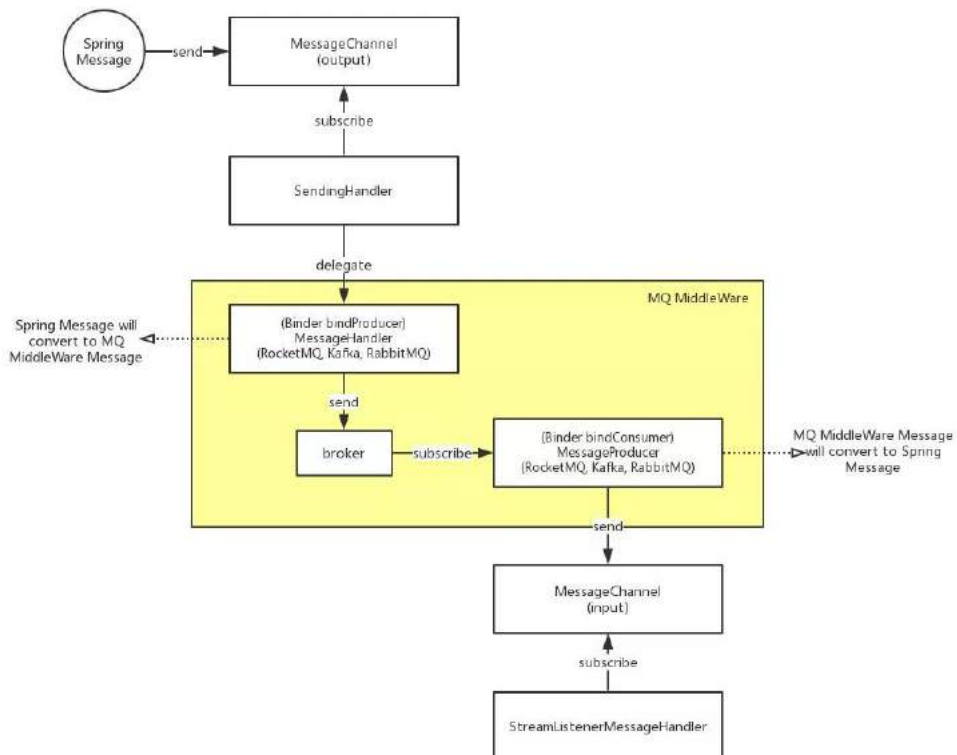 Spring
Message
send
MessageChannel
(output)
subscribe
SendingHandler
delegate
MQ MiddleWare
Spring Message will
convert to MQ
MiddleWare Message
(Binder bindProducer)
MessageHandler
(RocketMQ, Kafka, RabbitMQ)
send
broker
subscribe
(Binder bindConsumer)
MessageProducer
(RocketMQ, Kafka, RabbitMQ)
MQ MiddleWare Message
will convert to Spring
Message
send
MessageChannel
(input)
subscribe
StreamListenerMessageHandler